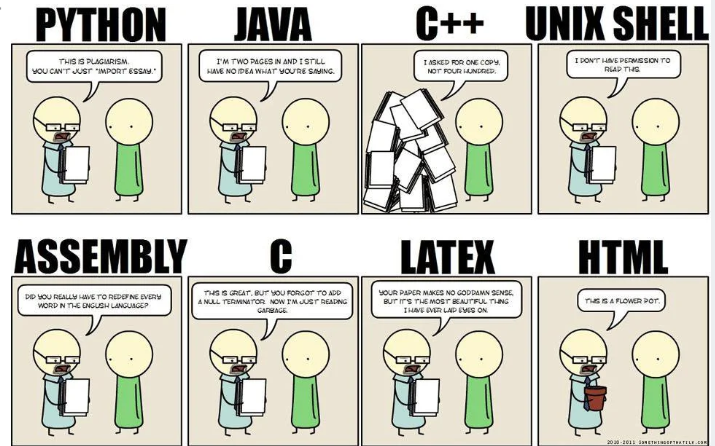 PYTHON
JAVA
C++
UNIX SHELL
THIS IS PLAGIARISM.
YOU CAN'T JUST "IMPORT ESSAY."
I'M TWO PAGES IN AND I STILL
HAVE NO IDEA WHAT YOU'RE SAYING.
I ASKED FOR ONE COPY,
NOT FOUR HUNDRED.
I DON'T HAVE PERMISSION TO
READ THIS.
ASSEMBLY
C
LATEX
HTML
DID YOU REALLY HAVE TO REDEFINE EVERY
WORD IN THE ENGLISH LANGUAGE?
THIS IS GREAT, BUT YOU FORGOT TO ADD
A NULL TERMINATOR. NOW I'M JUST READING
GARBAGE.
YOUR PAPER MAKES NO GODDAMN SENSE,
BUT IT'S THE MOST BEAUTIFUL THING
I HAVE EVER LAID EYES ON.
THIS IS A FLOWER POT.
2010-2011 SOMETHINGOFTHATILK.COM